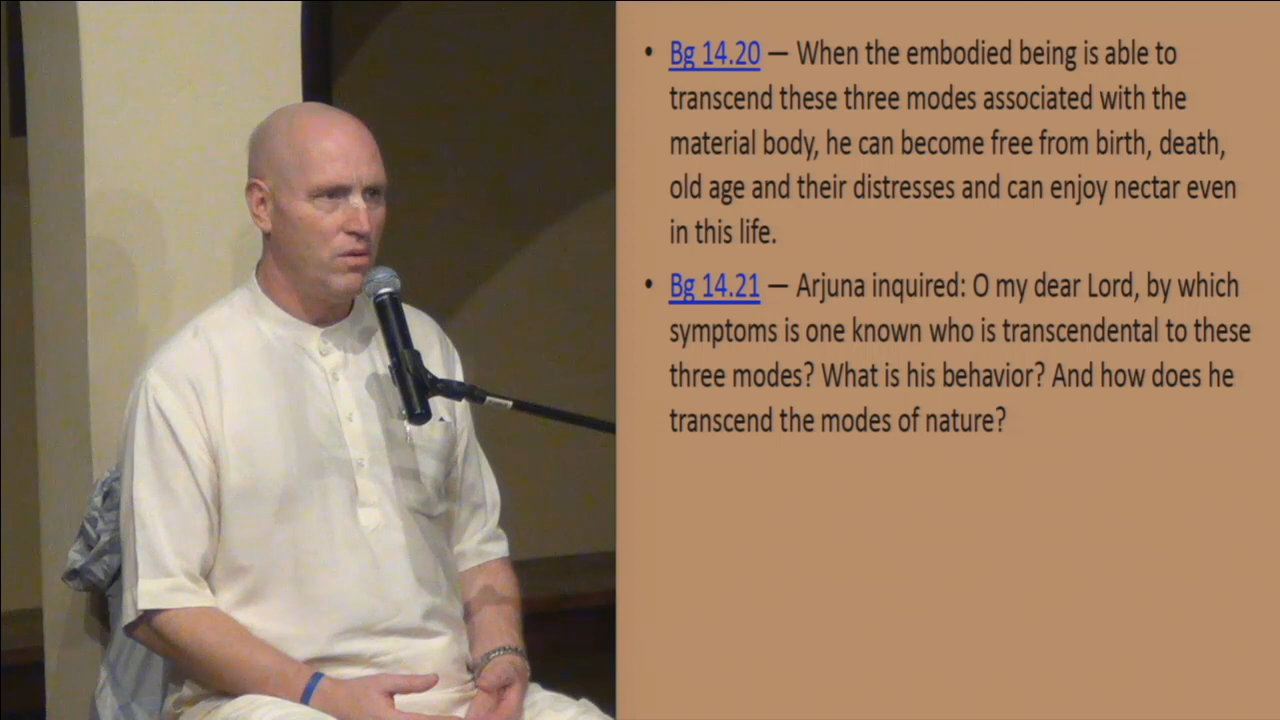 • Bg 14.20 — When the embodied being is able to
transcend these three modes associated with the
material body, he can become free from birth, death,
old age and their distresses and can enjoy nectar even
in this life.
• Bg 14.21 — Arjuna inquired: O my dear Lord, by which
symptoms is one known who is transcendental to these
three modes? What is his behavior? And how does he
transcend the modes of nature?